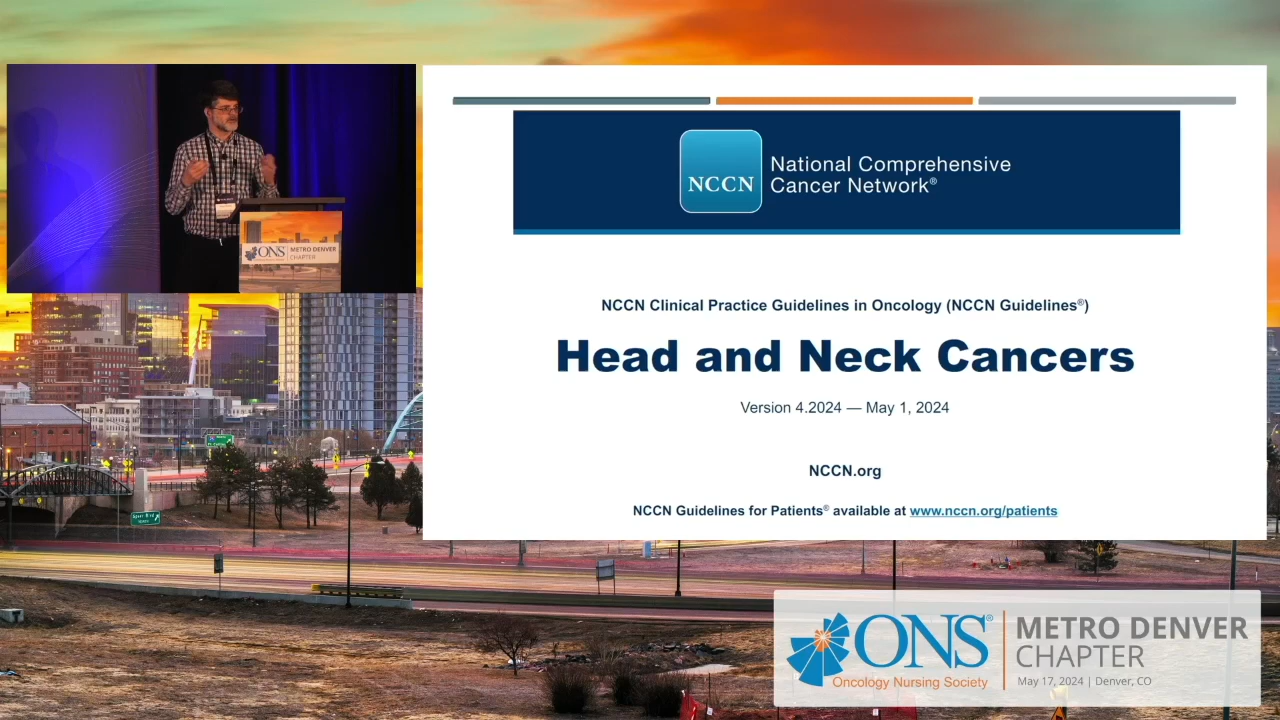 ONS METRO DENVER
CHAPTER
NCCN
National Comprehensive
Cancer Network®
NCCN Clinical Practice Guidelines in Oncology (NCCN Guidelines®)
Head and Neck Cancers
Version 4.2024 — May 1, 2024
NCCN.org
NCCN Guidelines for Patients® available at www.nccn.org/patients
ONS®
Oncology Nursing Society
METRO DENVER
CHAPTER
May 17, 2024 | Denver, CO